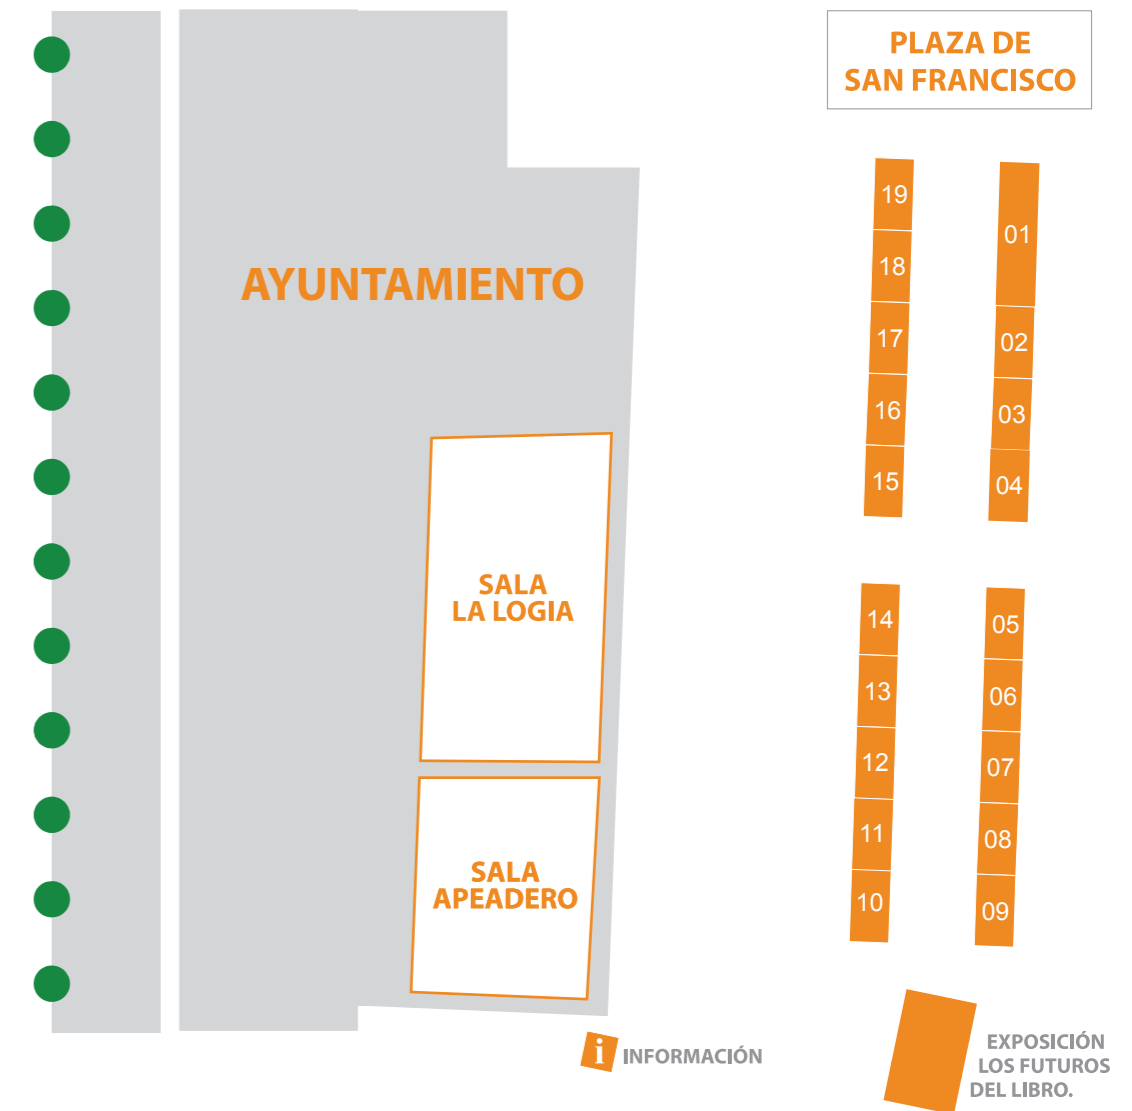 PLAZA DE
SAN FRANCISCO
AYUNTAMIENTO
19
18
17
16
15
01
02
03
04
SALA
LA LOGIA
14
13
12
11
10
05
06
07
08
09
SALA
APEADERO
i INFORMACIÓN
EXPOSICIÓN
LOS FUTUROS
DEL LIBRO.